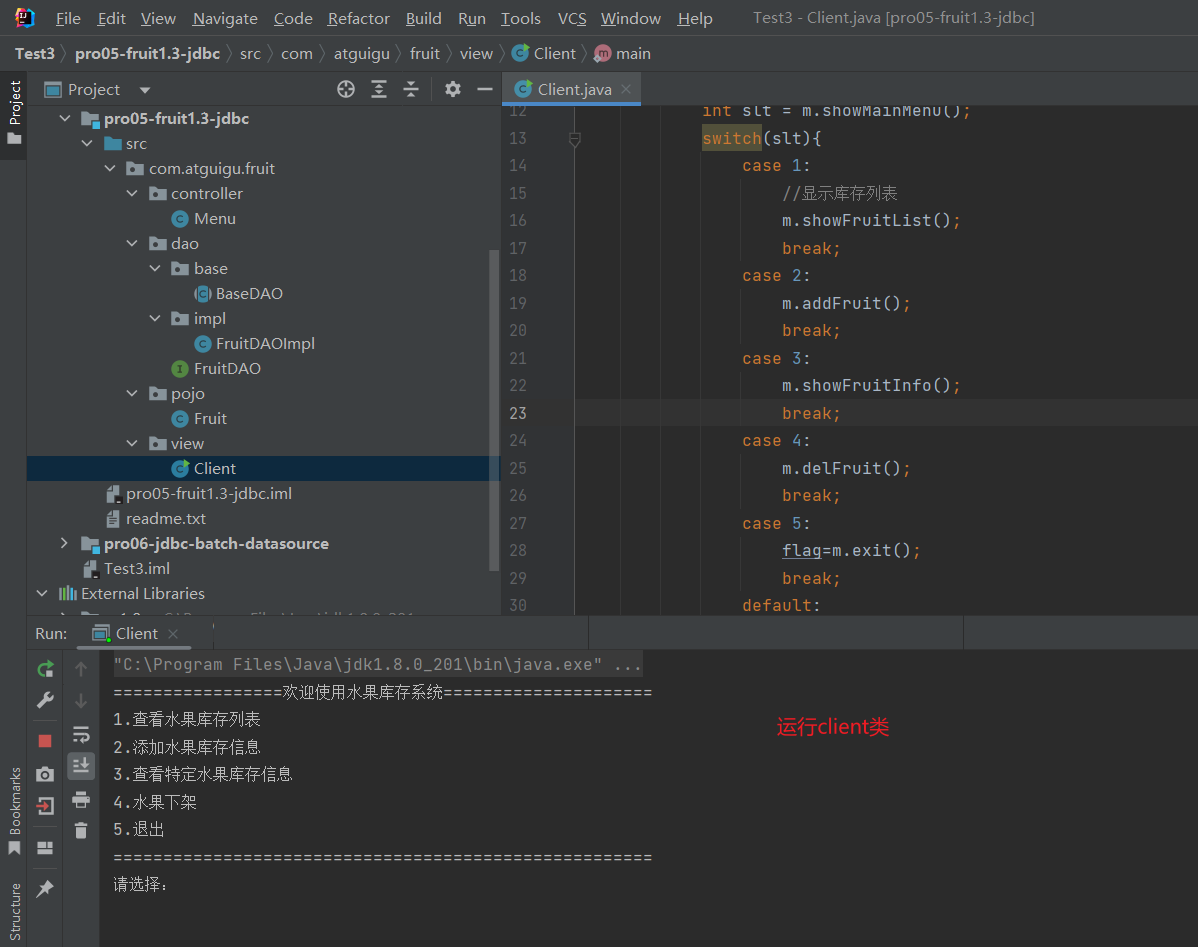 File Edit View Navigate Code Refactor Build Run Tools VCS Window Help Test3 - Client.java [pro05-fruit1.3-jdbc]
Test3 pro05-fruit1.3-jdbc src com atguigu fruit view Client main
Project
Project
pro05-fruit1.3-jdbc
src
com.atguigu.fruit
controller
Menu
dao
base
BaseDAO
impl
FruitDAOImpl
FruitDAO
pojo
Fruit
view
Client
pro05-fruit1.3-jdbc.iml
readme.txt
pro06-jdbc-batch-datasource
Test3.iml
External Libraries
Client.java
12 int slt = m.showMainMenu();
13 switch(slt){
14 case 1:
15 //显示库存列表
16 m.showFruitList();
17 break;
18 case 2:
19 m.addFruit();
20 break;
21 case 3:
22 m.showFruitInfo();
23 break;
24 case 4:
25 m.delFruit();
26 break;
27 case 5:
28 flag=m.exit();
29 break;
30 default:
Run: Client
"C:\Program Files\Java\jdk1.8.0_201\bin\java.exe" ...
=================欢迎使用水果库存系统=====================
1.查看水果库存列表
2.添加水果库存信息
3.查看特定水果库存信息
4.水果下架
5.退出
======================================================
请选择:
运行client类
Bookmarks
Structure